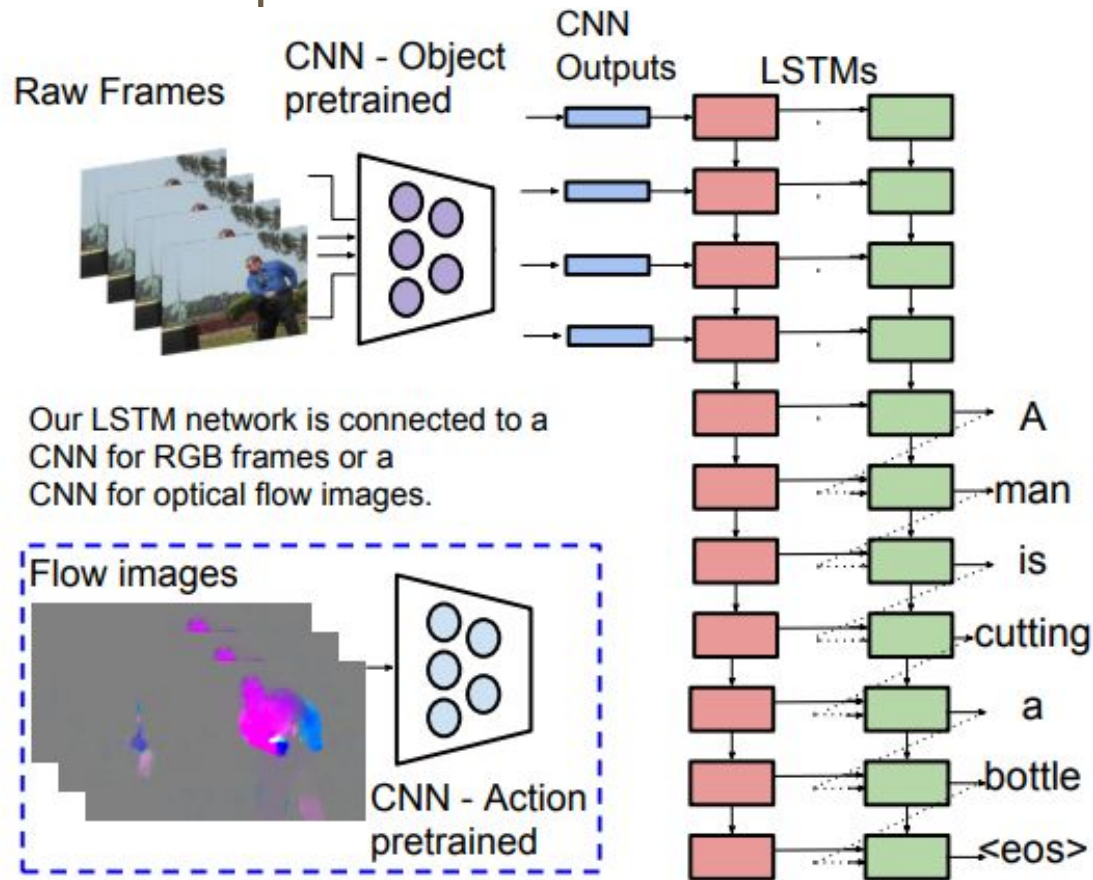 CNN
Outputs
CNN - Object
pretrained
LSTMs
Raw Frames
Our LSTM network is connected to a
CNN for RGB frames or a
CNN for optical flow images.
A
man
is
cutting
a
bottle
<eos>
Flow images
CNN - Action
pretrained